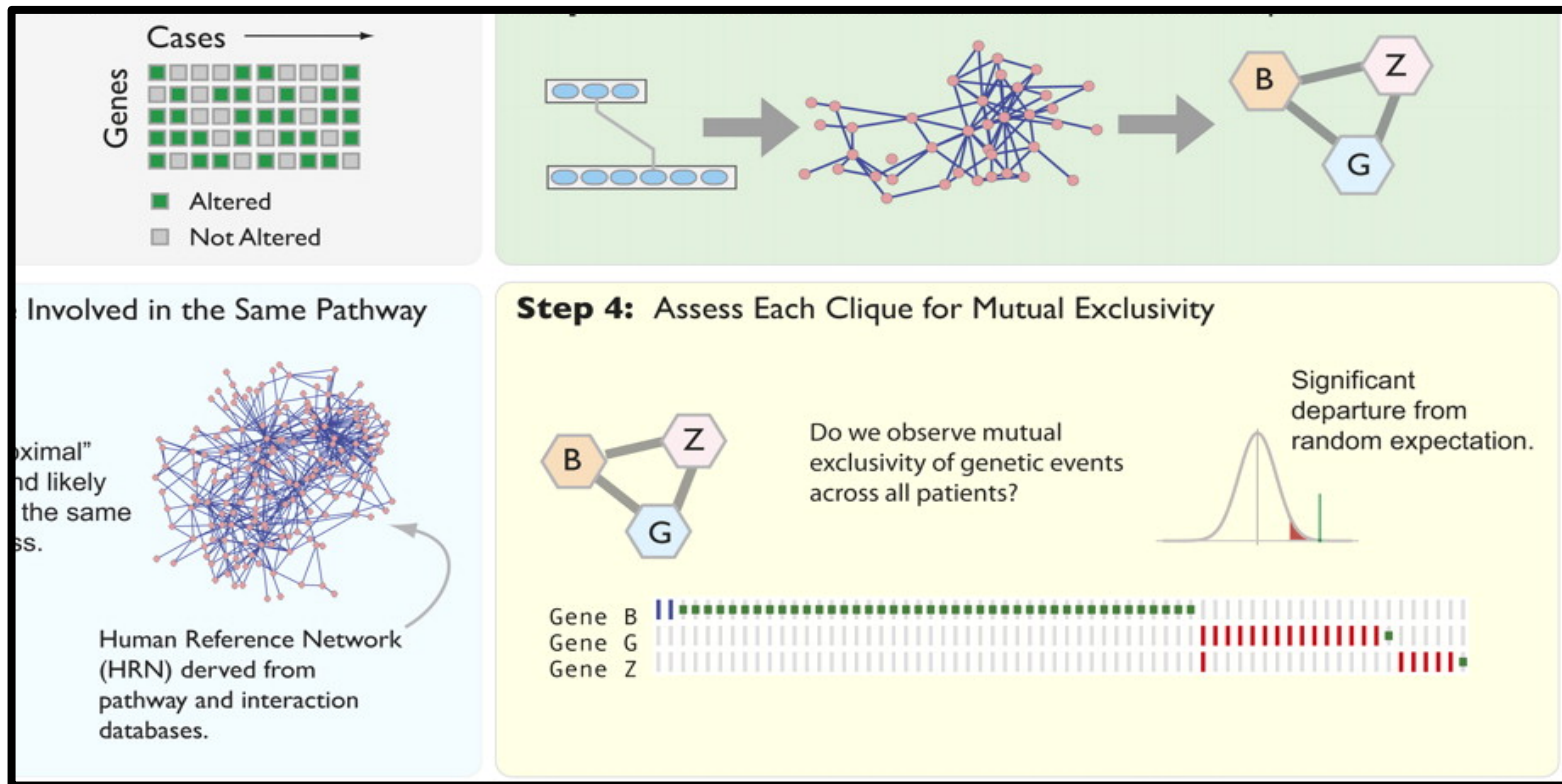 Cases
Genes
Altered
Not Altered
B
Z
G
Involved in the Same Pathway
oximal”
nd likely
the same
ss.
Human Reference Network
(HRN) derived from
pathway and interaction
databases.
Step 4: Assess Each Clique for Mutual Exclusivity
B
Z
G
Do we observe mutual
exclusivity of genetic events
across all patients?
Significant
departure from
random expectation.
Gene B
Gene G
Gene Z